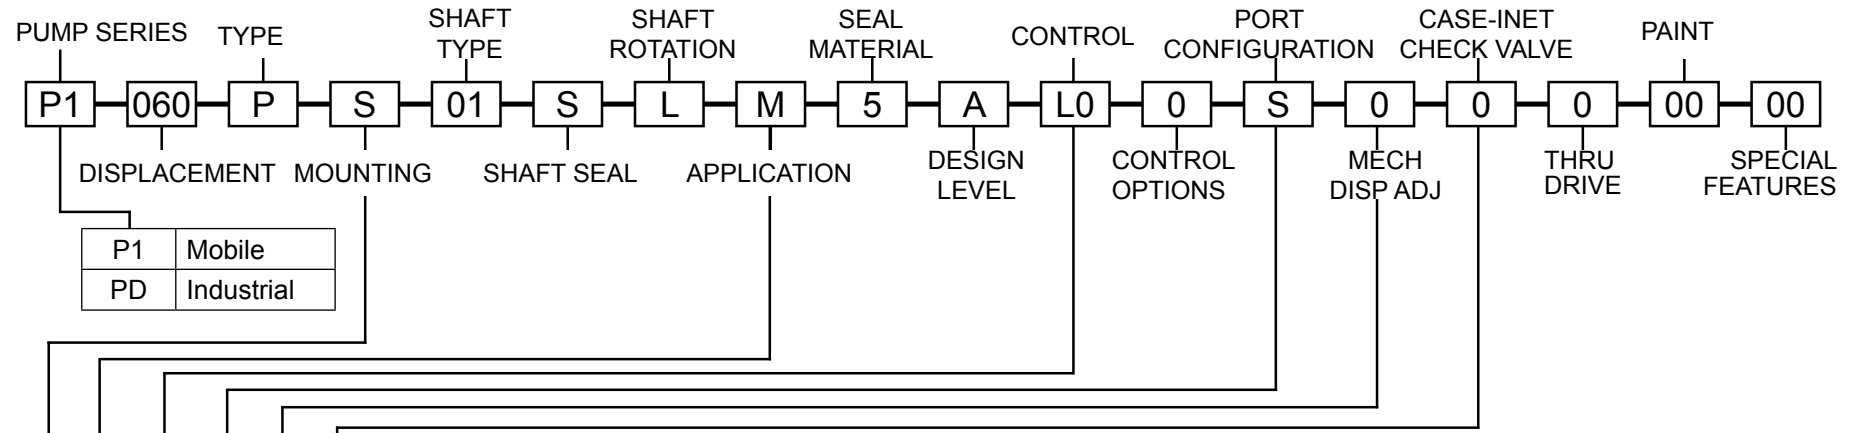 PUMP SERIES
TYPE
SHAFT
TYPE
SHAFT
ROTATION
SEAL
MATERIAL
CONTROL
PORT
CONFIGURATION
CASE-INET
CHECK VALVE
PAINT
P1 060 P S 01 S L M 5 A L0 0 S 0 0 0 00 00
DISPLACEMENT
MOUNTING
SHAFT SEAL
APPLICATION
DESIGN
LEVEL
CONTROL
OPTIONS
MECH
DISP ADJ
THRU
DRIVE
SPECIAL
FEATURES
P1 Mobile
PD Industrial